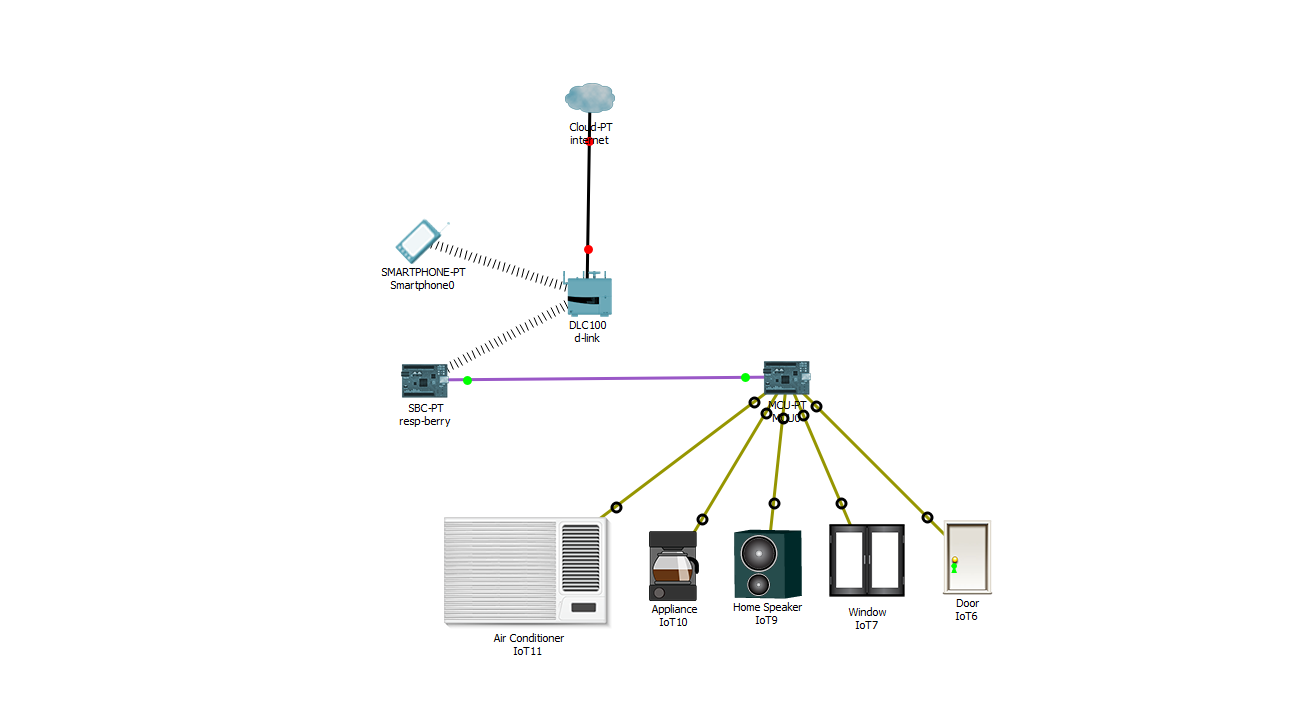 Cloud-PT
internet
SMARTPHONE-PT
Smartphone0
DLC100
d-link
SBC-PT
resp-berry
MCU-PT
MCU0
Air Conditioner
IoT11
Appliance
IoT10
Home Speaker
IoT9
Window
IoT7
Door
IoT6